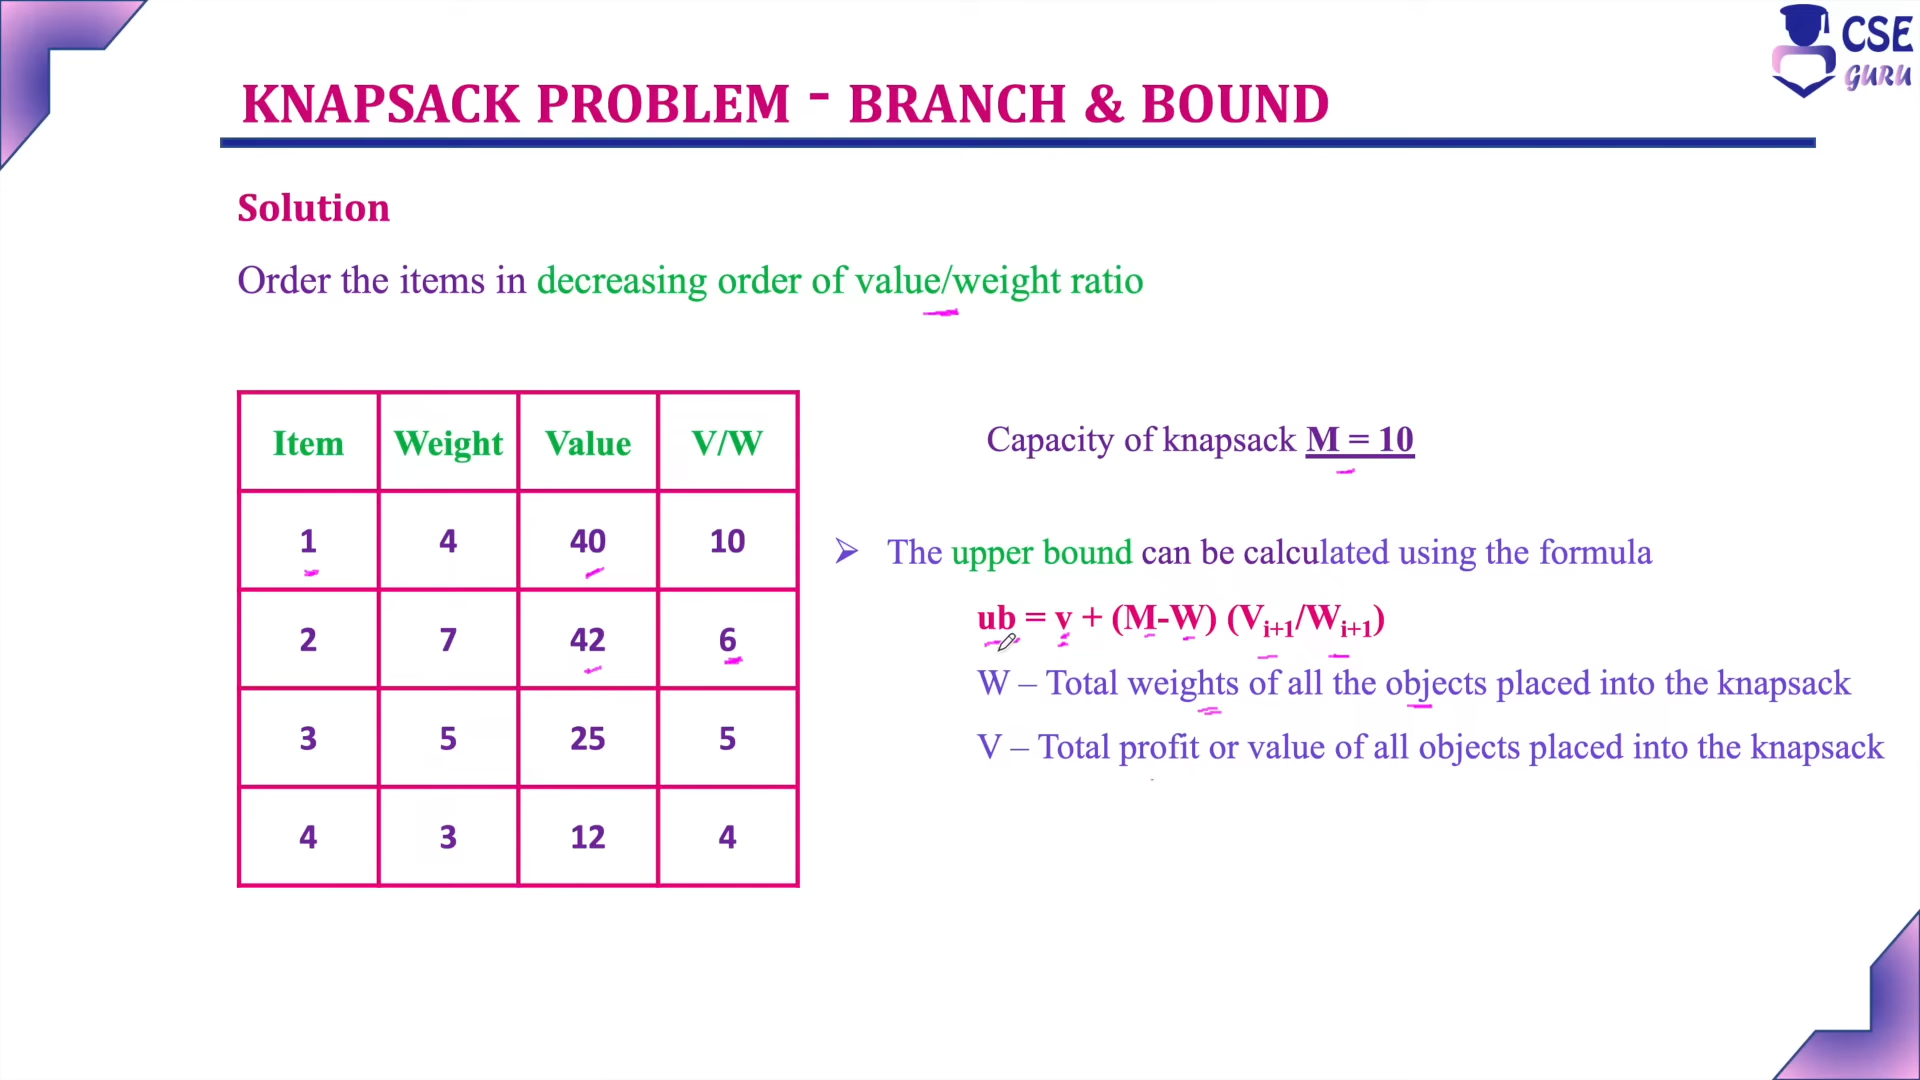 CSE
GURU
KNAPSACK PROBLEM - BRANCH & BOUND
Solution
Order the items in decreasing order of value/weight ratio
Item Weight Value V/W
1 4 40 10
2 7 42 6
3 5 25 5
4 3 12 4
Capacity of knapsack M = 10
➤ The upper bound can be calculated using the formula
ub = v + (M-W) (Vi+1/Wi+1)
W – Total weights of all the objects placed into the knapsack
V – Total profit or value of all objects placed into the knapsack